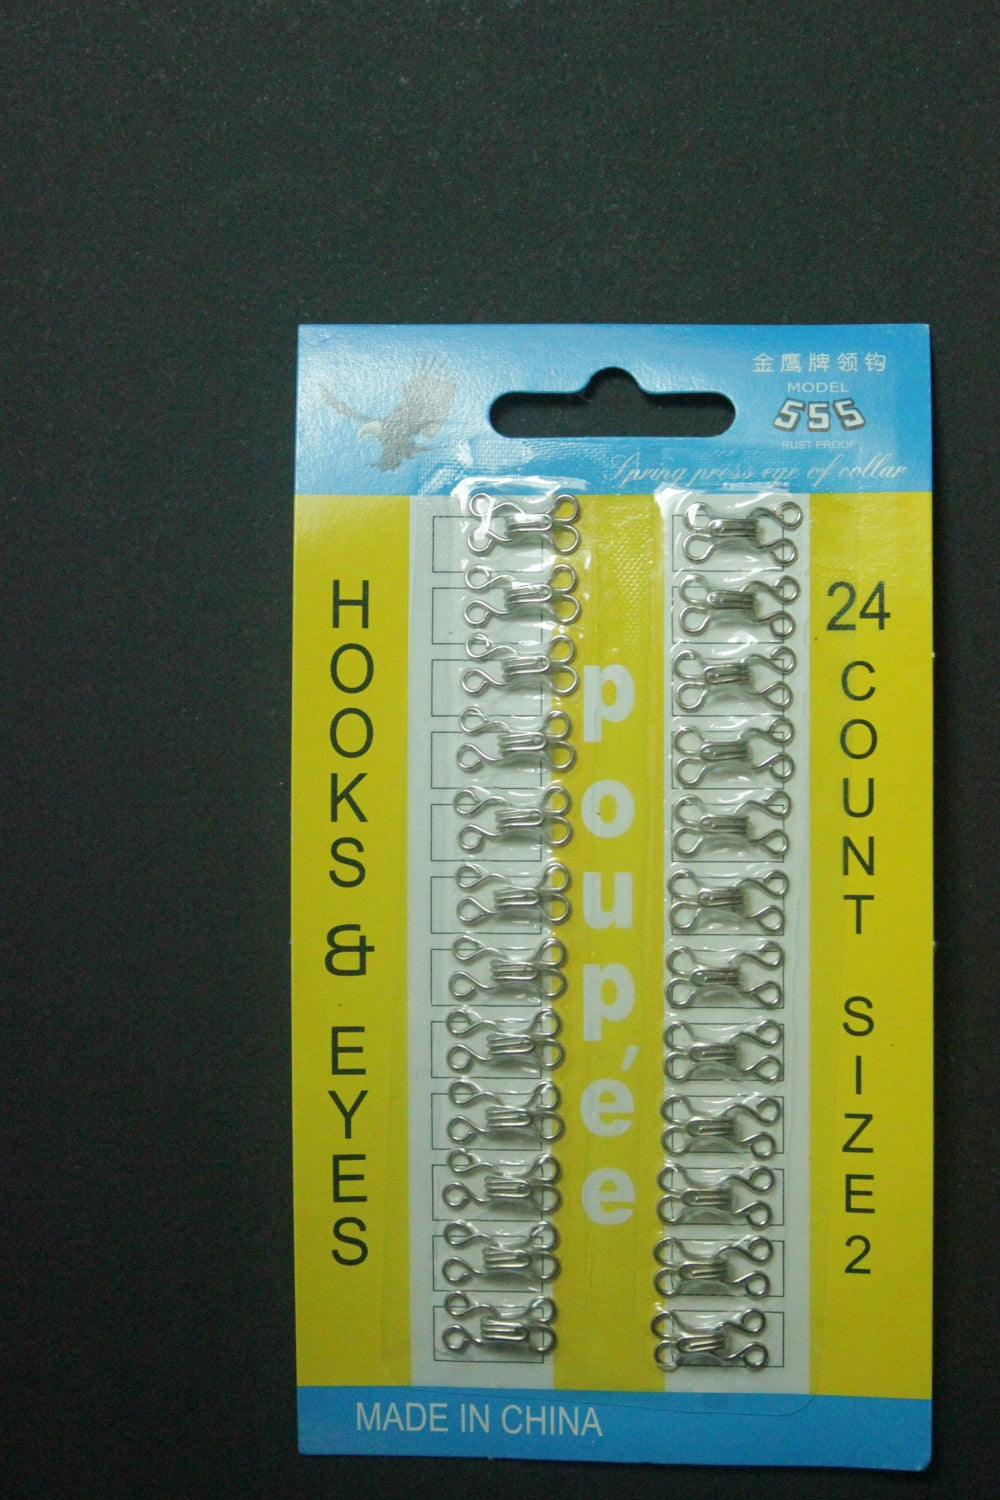 金鹰牌领钩
MODEL
555
RUST PROOF
Spring press eye of collar
HOOKS & EYES
poupée
24 COUNT SIZE 2
MADE IN CHINA